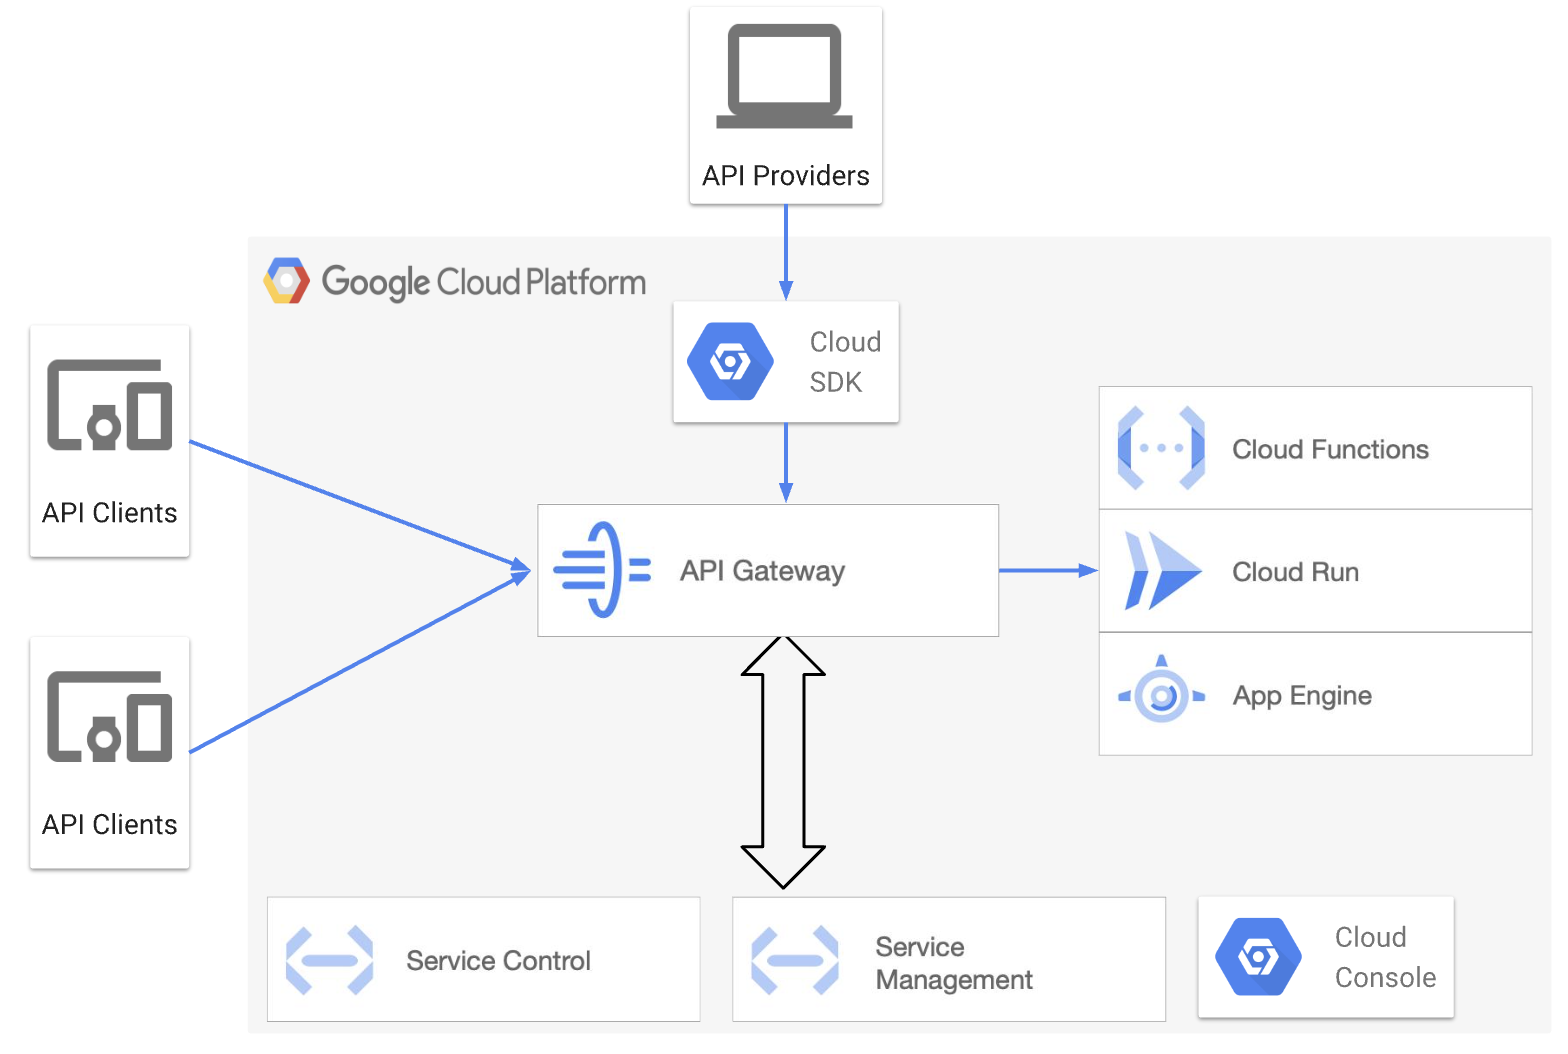 API Providers
Google Cloud Platform
Cloud
SDK
API Clients
Cloud Functions
API Gateway
Cloud Run
App Engine
API Clients
Service Control
Service
Management
Cloud
Console